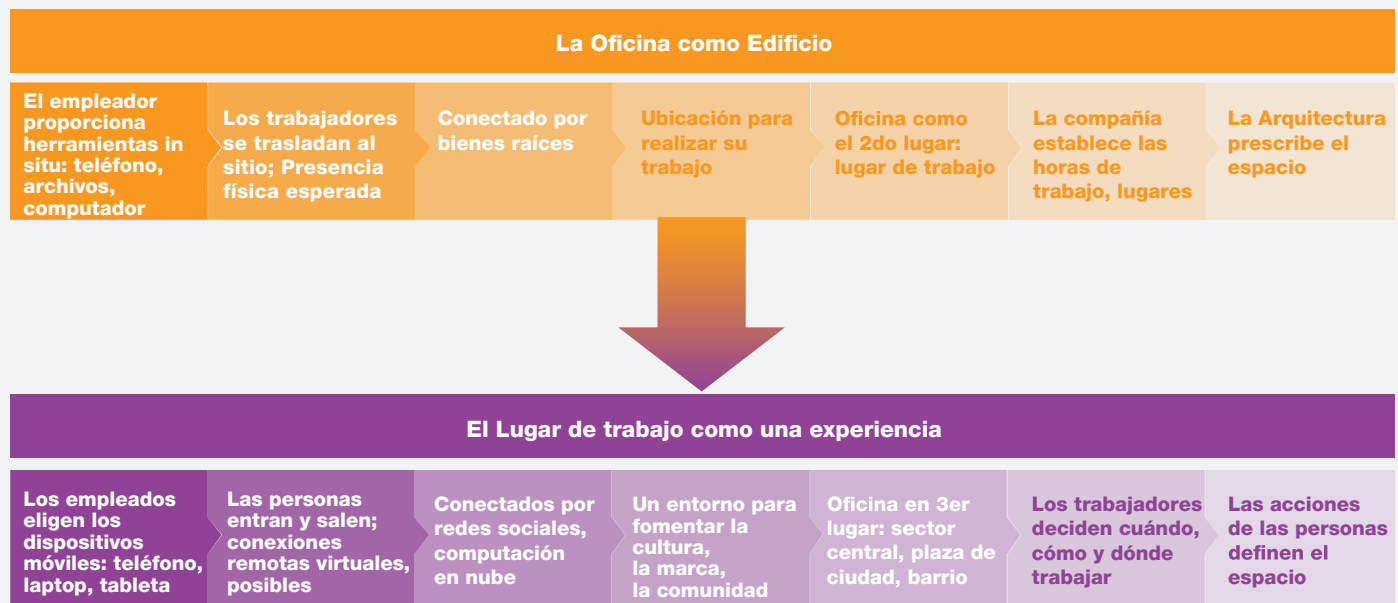 La Oficina como Edificio
El empleador
proporciona
herramientas in
situ: teléfono,
archivos,
computador
Los trabajadores
se trasladan al
sitio; Presencia
física esperada
Conectado por
bienes raíces
Ubicación para
realizar su
trabajo
Oficina como
el 2do lugar:
lugar de trabajo
La compañía
establece las
horas de
trabajo, lugares
La Arquitectura
prescribe el
espacio
El Lugar de trabajo como una experiencia
Los empleados
eligen los
dispositivos
móviles: teléfono,
laptop, tableta
Las personas
entran y salen;
conexiones
remotas virtuales,
posibles
Conectados por
redes sociales,
computación
en nube
Un entorno para
fomentar la
cultura,
la marca,
la comunidad
Oficina en 3er
lugar: sector
central, plaza de
ciudad, barrio
Los trabajadores
deciden cuándo,
cómo y dónde
trabajar
Las acciones
de las personas
definen el
espacio